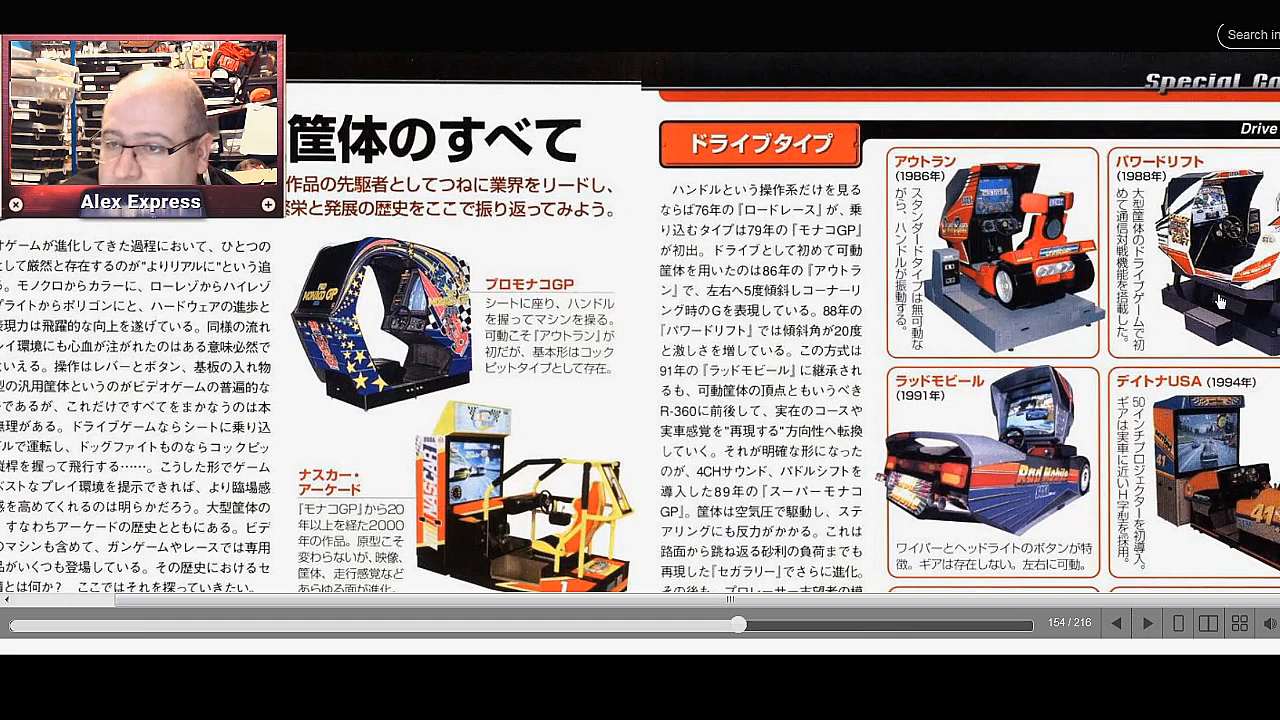 Search in
Special Co
Alex Express
筐体のすべて
作品の先駆者としてつねに業界をリードし、
栄と発展の歴史をここで振り返ってみよう。
オゲームが進化してきた過程において、ひとつの
として厳然と存在するのが"よりリアルに"という追
る。モノクロからカラーに、ローレゾからハイレゾ
プライトからポリゴンにと、ハードウェアの進歩と
表現力は飛躍的な向上を遂げている。同様の流れ
レイ環境にも心血が注がれたのはある意味必然で
といえる。操作はレバーとボタン、基板の入れ物
型の汎用筐体というのがビデオゲームの普遍的な
であるが、これだけですべてをまかなうのは本
無理がある。ドライブゲームならシートに乗り込
ドルで運転し、ドッグファイトものならコックピッ
縦桿を握って飛行する……。こうした形でゲーム
ベストなプレイ環境を提示できれば、より臨場感
感を高めてくれるのは明らかだろう。大型筐体の
すなわちアーケードの歴史とともにある。ビデ
のマシンも含めて、ガンゲームやレースでは専用
品がいくつも登場している。その歴史におけるセ
とは何か? ここではそれを探っていきたい。
プロモナコGP
シートに座り、ハンドル
を握ってマシンを操る。
可動こそ『アウトラン』が
初だが、基本形はコック
ピットタイプとして存在。
ナスカー・
アーケード
『モナコGP』から20
年以上を経た2000
年の作品。原型こそ
変わらないが、映像、
筐体、走行感覚など
あらゆる面が進化。
NASCAR
ドライブタイプ
ハンドルという操作系だけを見る
ならば76年の『ロードレース』が、乗
り込むタイプは79年の『モナコGP』
が初出。ドライブとして初めて可動
筐体を用いたのは86年の『アウトラ
ン』で、左右へ5度傾斜しコーナーリ
ング時のGを表現している。88年の
『パワードリフト』では傾斜角が20度
と激しさを増している。この方式は
91年の『ラッドモビール』に継承され
るも、可動筐体の頂点ともいうべき
R-360に前後して、実在のコースや
実車感覚を"再現する"方向性へ転換
していく。それが明確な形になった
のが、4CHサウンド、パドルシフトを
導入した89年の『スーパーモナコ
GP』。筐体は空気圧で駆動し、ステ
アリングにも反力がかかる。これは
路面から跳ね返る砂利の負荷までも
再現した『セガラリー』でさらに進化。
その後も、プロレーサー志望者の模
Drive
アウトラン
(1986年)
スタンダードタイプは無可動な
がら、ハンドルが振動する。
パワードリフト
(1988年)
大型筐体のドライブゲームで、初
めて通信対戦機能を搭載した。
ラッドモビール
(1991年)
Rad Mobile
ワイパーとヘッドライトのボタンが特
徴。ギアは存在しない。左右に可動。
デイトナUSA (1994年)
50インチプロジェクターを初導入。
ギアは実車に近いH字型を採用。
154 / 216